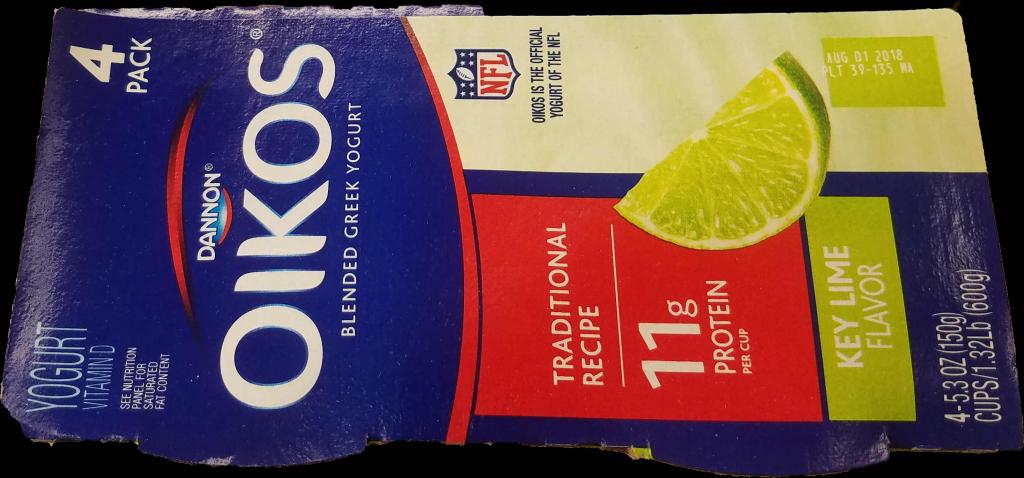 YOGURT
VITAMIN D
SEE NUTRITION
PANEL FOR
SATURATED
FAT CONTENT
4
PACK
DANNON®
OIKOS®
BLENDED GREEK YOGURT
NFL
OIKOS IS THE OFFICIAL
YOGURT OF THE NFL
TRADITIONAL
RECIPE
11g
PROTEIN
PER CUP
AUG 01 2018
PLT 39-135 MA
KEY LIME
FLAVOR
4-5.3 OZ (150g)
CUPS/1.32Lb (600g)